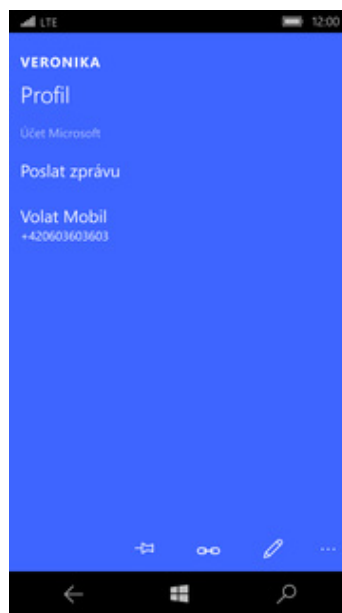 LTE 12:00
VERONIKA
Profil
Účet Microsoft
Poslat zprávu
Volat Mobil
+420603603603